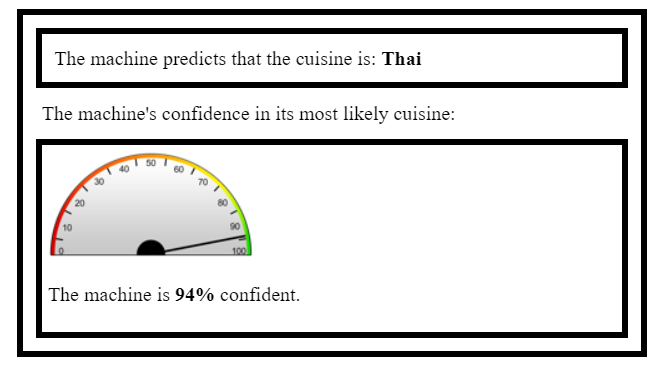 The machine predicts that the cuisine is: Thai
The machine's confidence in its most likely cuisine:
0 10 20 30 40 50 60 70 80 90 100
The machine is 94% confident.